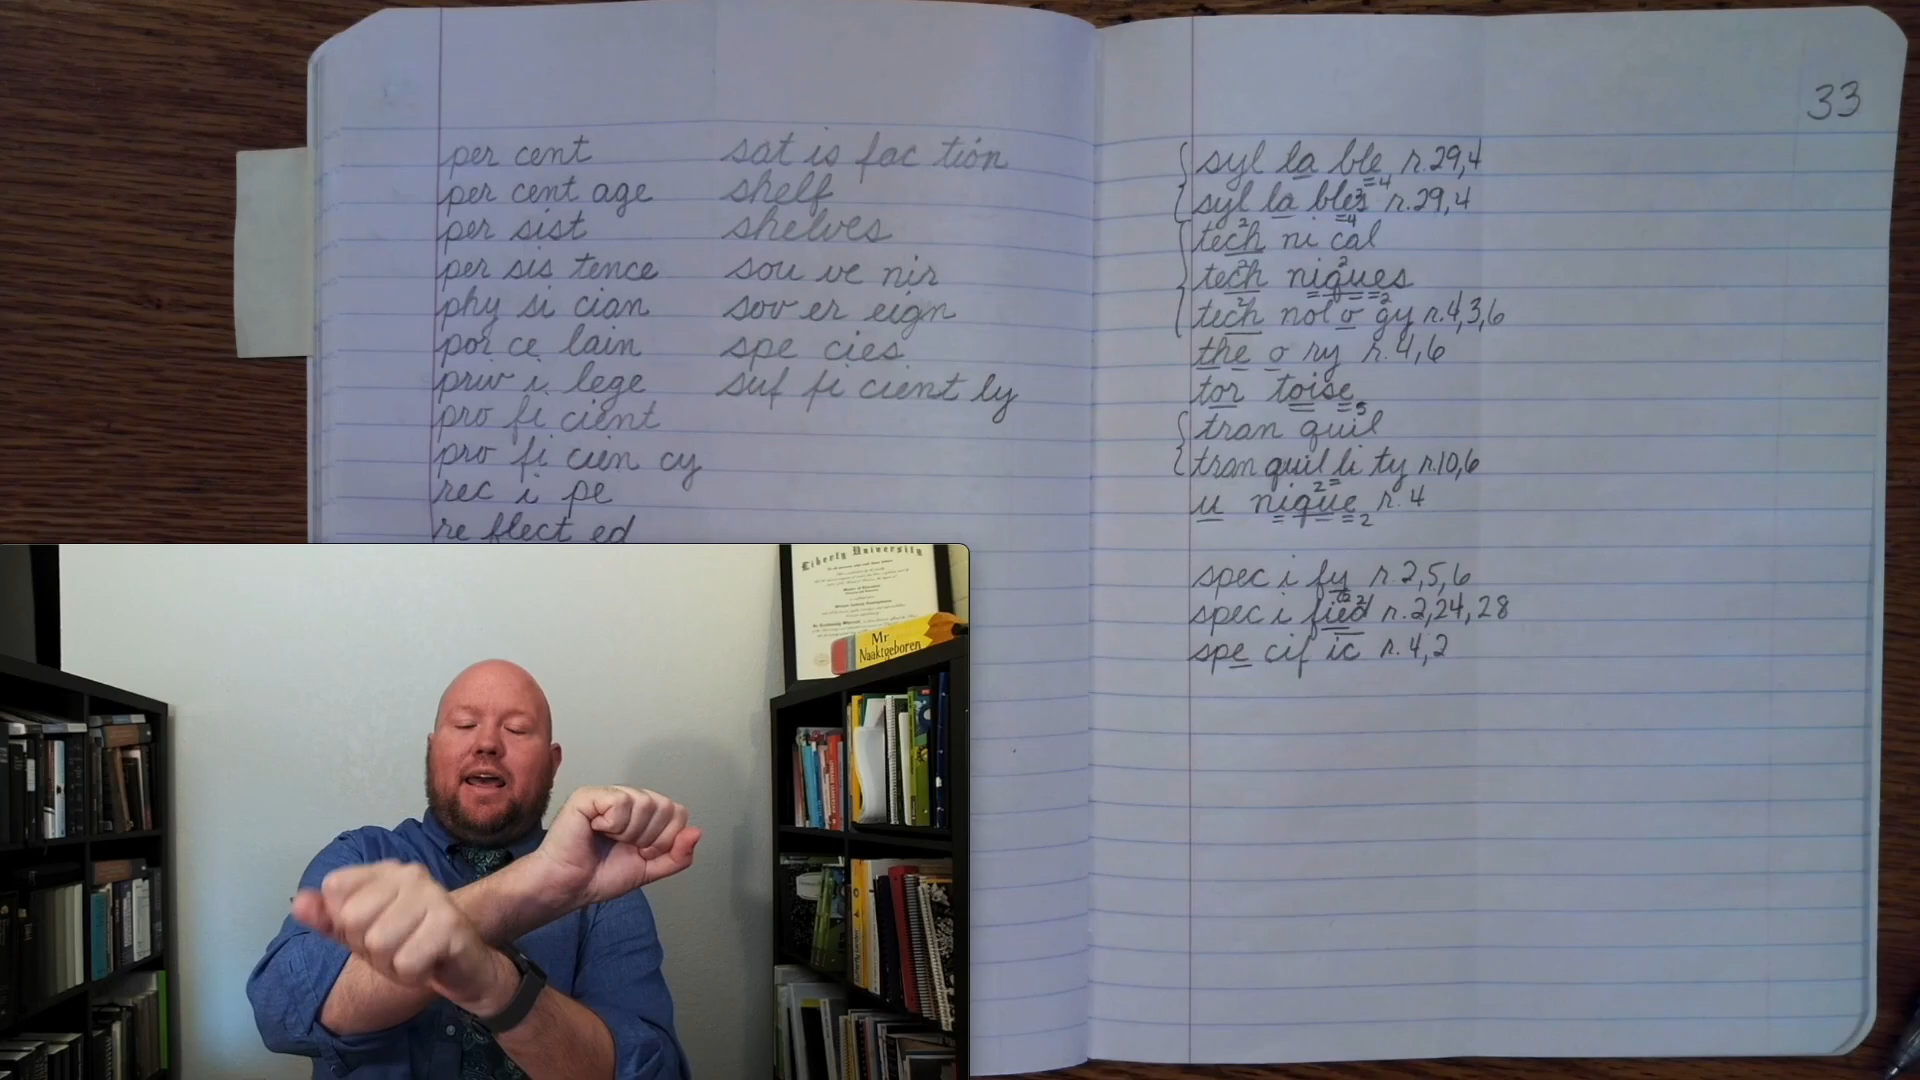 33
per cent
per cent age
per sist
per sis tence
phy si cian
por ce lain
priv i lege
pro fi cient
pro fi cien cy
rec i pe
re flect ed
sat is fac tion
shelf
shelves
sou ve nir
sov er eign
spe cies
suf fi cient ly
syl la ble r. 29,4
syl la bles r. 29,4
tech ni cal
tech niques
tech nol o gy r. 4,3,6
the o ry r. 4,6
tor toise
tran quil
tran quil li ty r. 10,6
u nique r. 4
spec i fy r. 2,5,6
spec i fied r. 2,24,28
spe cif ic r. 4,2
Liberty University
Mr.
Naaktgeboren